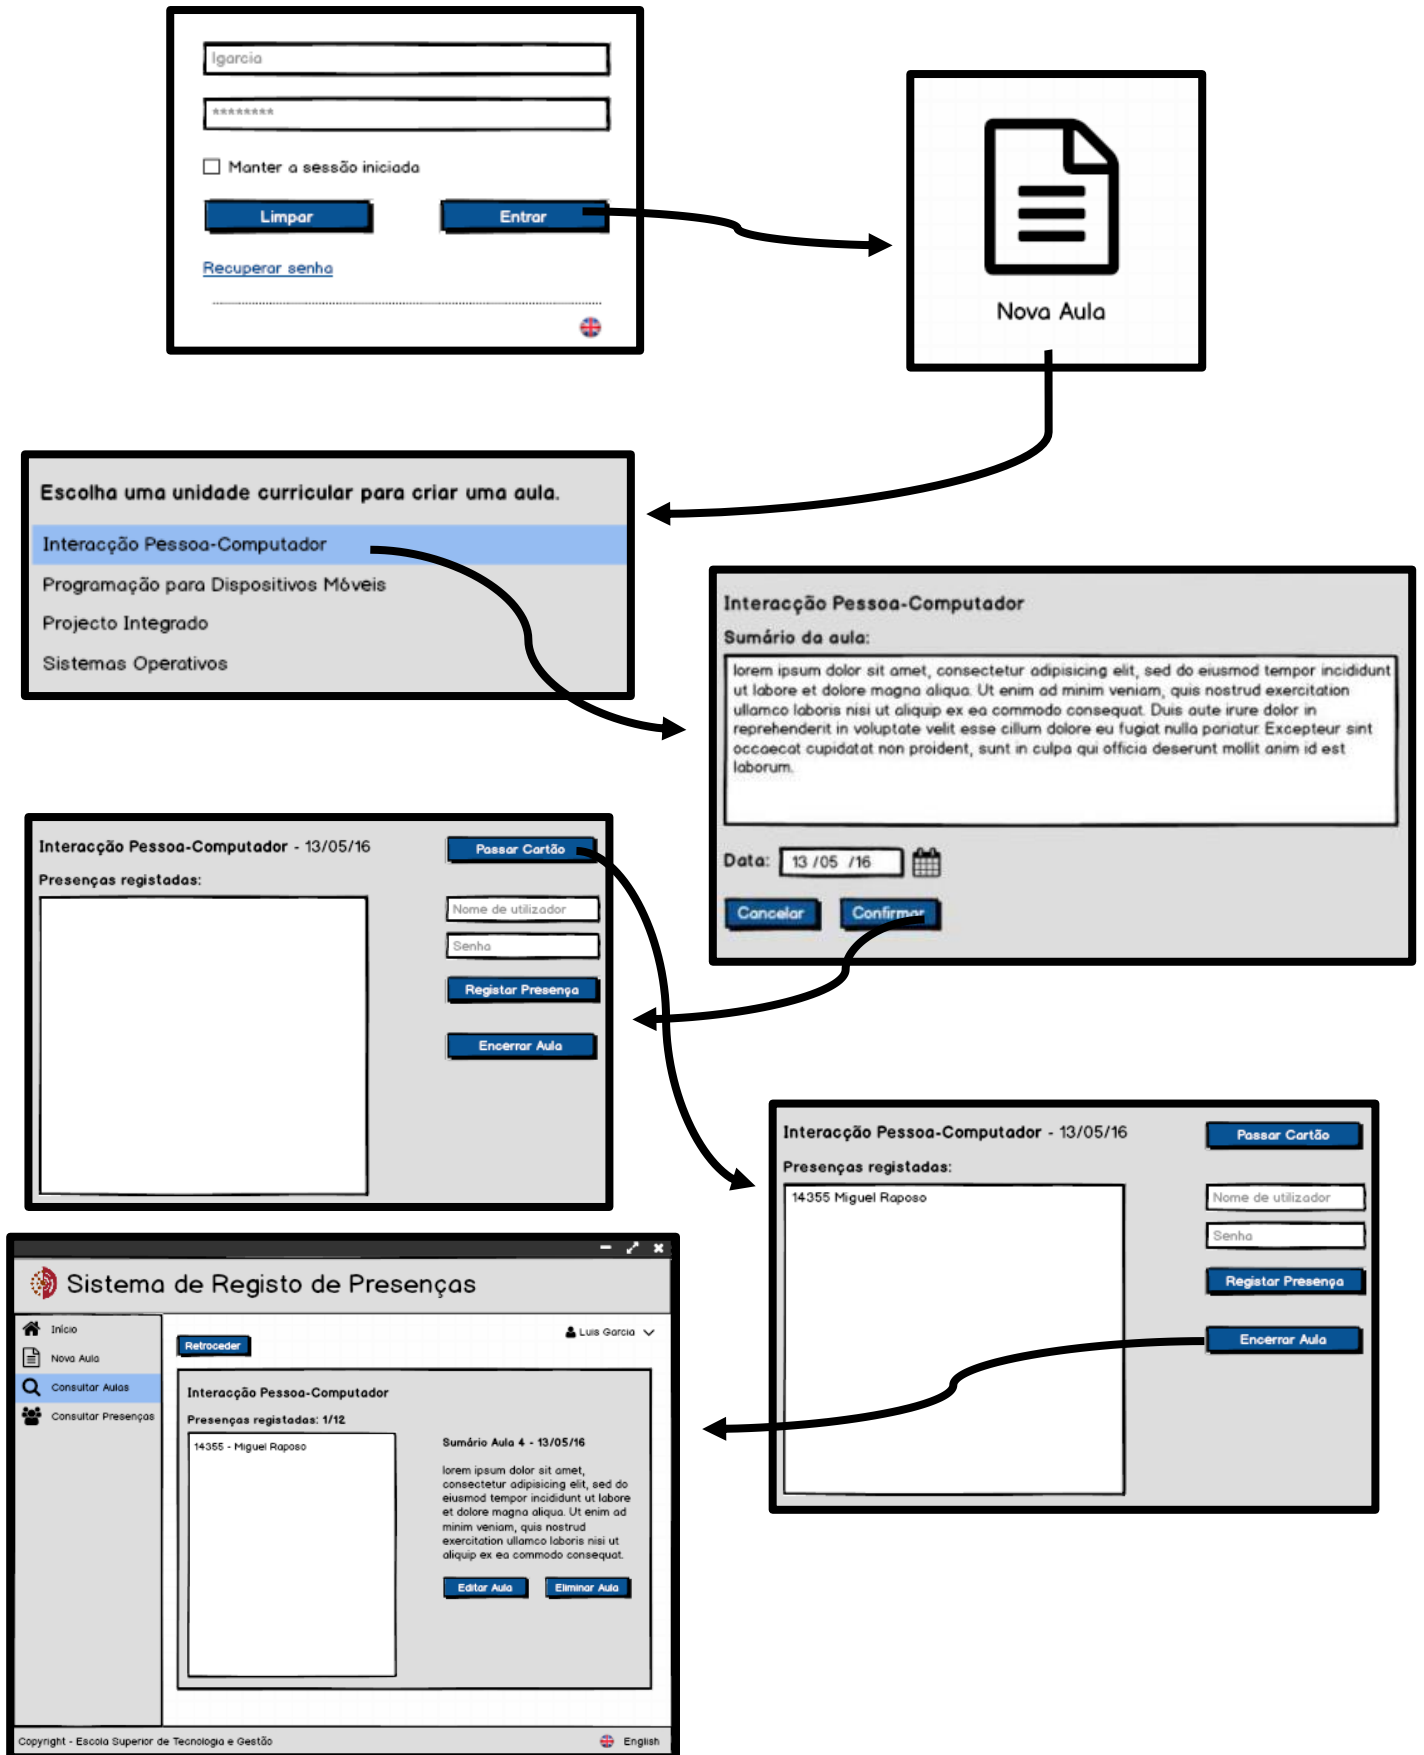 lgarcia
********
Manter a sessão iniciada
Limpar Entrar
Recuperar senha
Nova Aula
Escolha uma unidade curricular para criar uma aula.
Interacção Pessoa-Computador
Programação para Dispositivos Móveis
Projecto Integrado
Sistemas Operativos
Interacção Pessoa-Computador
Sumário da aula:
lorem ipsum dolor sit amet, consectetur adipisicing elit, sed do eiusmod tempor incididunt
ut labore et dolore magna aliqua. Ut enim ad minim veniam, quis nostrud exercitation
ullamco laboris nisi ut aliquip ex ea commodo consequat. Duis aute irure dolor in
reprehenderit in voluptate velit esse cillum dolore eu fugiat nulla pariatur. Excepteur sint
occaecat cupidatat non proident, sunt in culpa qui officia deserunt mollit anim id est
laborum.
Data: 13 /05 /16
Cancelar Confirmar
Interacção Pessoa-Computador - 13/05/16
Passar Cartão
Presenças registadas:
Nome de utilizador
Senha
Registar Presença
Encerrar Aula
Interacção Pessoa-Computador - 13/05/16
Passar Cartão
Presenças registadas:
14355 Miguel Raposo
Nome de utilizador
Senha
Registar Presença
Encerrar Aula
Sistema de Registo de Presenças
Início
Nova Aula
Consultar Aulas
Consultar Presenças
Retroceder
Luis Garcia
Interacção Pessoa-Computador
Presenças registadas: 1/12
14355 - Miguel Raposo
Sumário Aula 4 - 13/05/16
lorem ipsum dolor sit amet,
consectetur adipisicing elit, sed do
eiusmod tempor incididunt ut labore
et dolore magna aliqua. Ut enim ad
minim veniam, quis nostrud
exercitation ullamco laboris nisi ut
aliquip ex ea commodo consequat.
Editar Aula Eliminar Aula
Copyright - Escola Superior de Tecnologia e Gestão
English